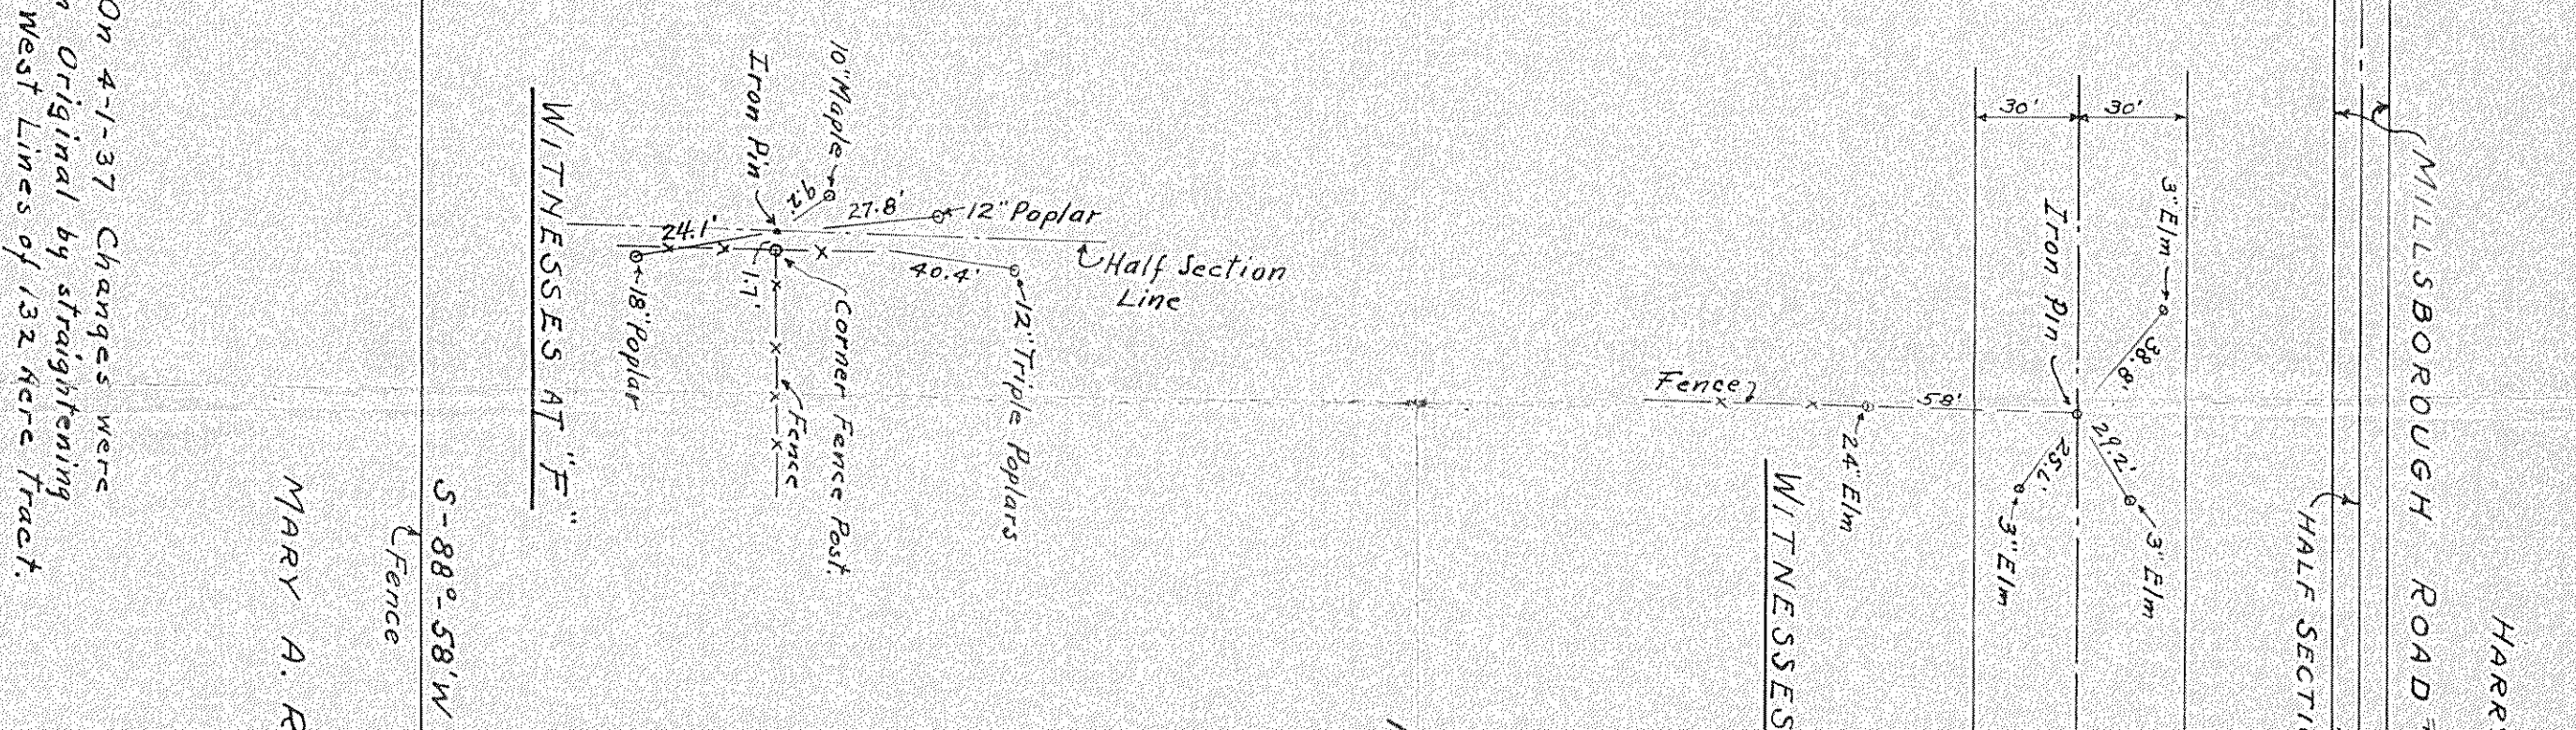 HARR
MILLSBOROUGH ROAD
HALF SECTI
30'
30'
3" Elm
Iron Pin
38.8'
29.2'
25.6'
3" Elm
3" Elm
58'
Fence
24" Elm
WITNESSES
Half Section
Line
10" Maple
Iron Pin
9.2'
27.8'
12" Poplar
24.1'
1.7'
40.4'
12" Triple Poplars
Corner Fence Post.
Fence
18" Poplar
WITNESSES AT "F"
S-88°-58'W
Fence
MARY A. R
On 4-1-37 Changes were
Original by straightening
West Lines of 132 Acre tract.